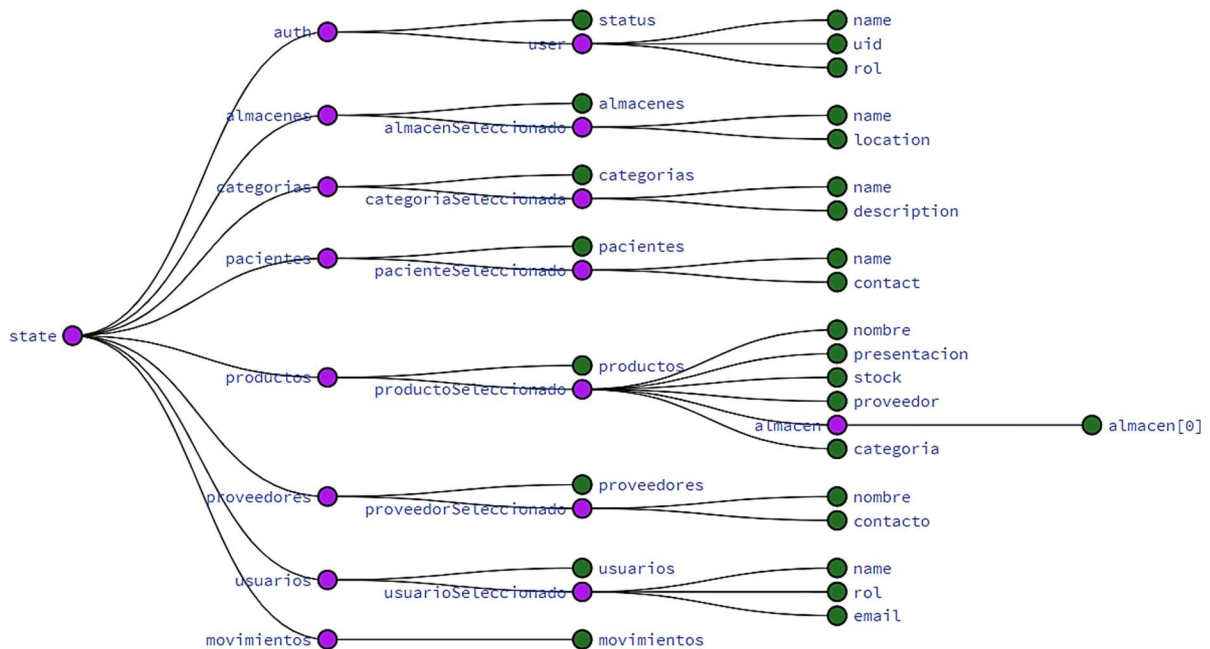 state
auth
status
user
name
uid
rol
almacenes
almacenes
almacenSeleccionado
name
location
categorias
categorias
categoriaSeleccionada
name
description
pacientes
pacientes
pacienteSeleccionado
name
contact
productos
productos
productoSeleccionado
nombre
presentacion
stock
proveedor
almacen
almacen[0]
categoria
proveedores
proveedores
proveedorSeleccionado
nombre
contacto
usuarios
usuarios
usuarioSeleccionado
name
rol
email
movimientos
movimientos